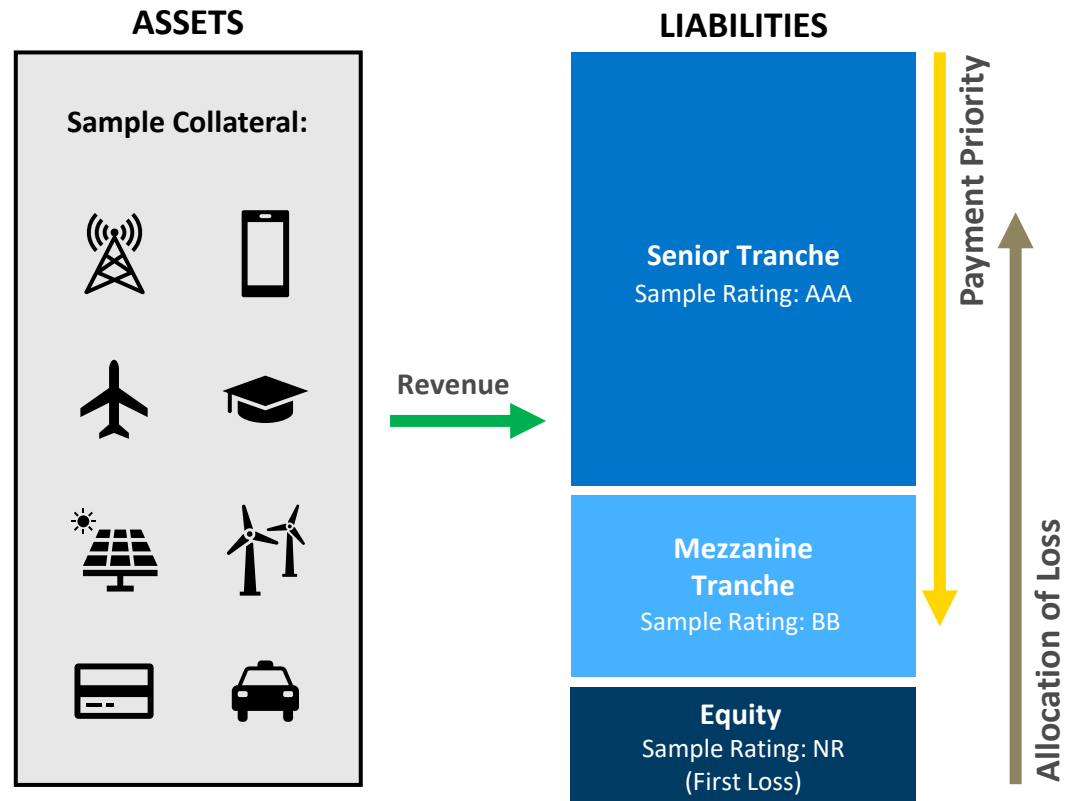 ASSETS
Sample Collateral:
Revenue
LIABILITIES
Senior Tranche
Sample Rating: AAA
Mezzanine
Tranche
Sample Rating: BB
Equity
Sample Rating: NR
(First Loss)
Payment Priority
Allocation of Loss